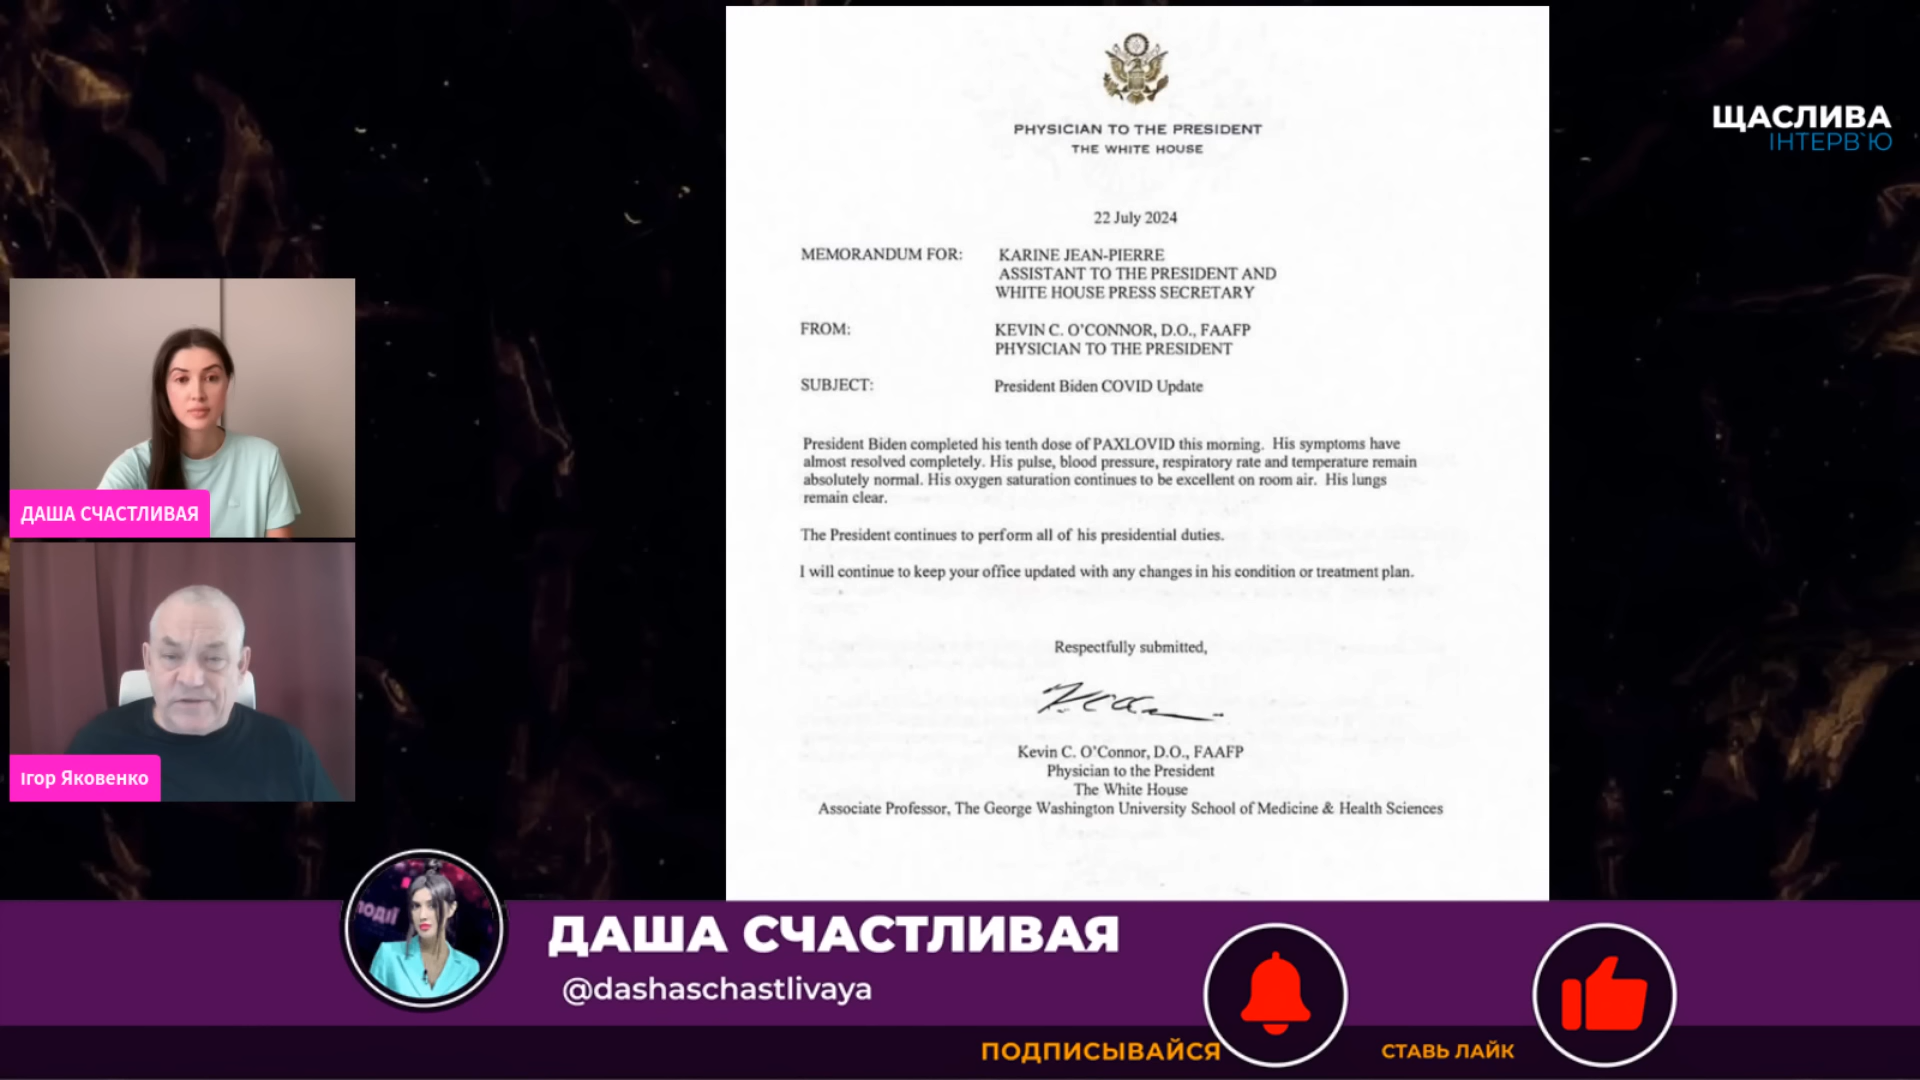 PHYSICIAN TO THE PRESIDENT
THE WHITE HOUSE
22 July 2024
MEMORANDUM FOR: KARINE JEAN-PIERRE
ASSISTANT TO THE PRESIDENT AND
WHITE HOUSE PRESS SECRETARY
FROM: KEVIN C. O'CONNOR, D.O., FAAFP
PHYSICIAN TO THE PRESIDENT
SUBJECT: President Biden COVID Update
President Biden completed his tenth dose of PAXLOVID this morning. His symptoms have
almost resolved completely. His pulse, blood pressure, respiratory rate and temperature remain
absolutely normal. His oxygen saturation continues to be excellent on room air. His lungs
remain clear.
The President continues to perform all of his presidential duties.
I will continue to keep your office updated with any changes in his condition or treatment plan.
Respectfully submitted,
Kevin C. O'Connor, D.O., FAAFP
Physician to the President
The White House
Associate Professor, The George Washington University School of Medicine & Health Sciences
ЩАСЛИВА
ІНТЕРВ`Ю
ДАША СЧАСТЛИВАЯ
Ігор Яковенко
ПОДІЇ
ДАША СЧАСТЛИВАЯ
@dashaschastlivaya
ПОДПИСЫВАЙСЯ
СТАВЬ ЛАЙК